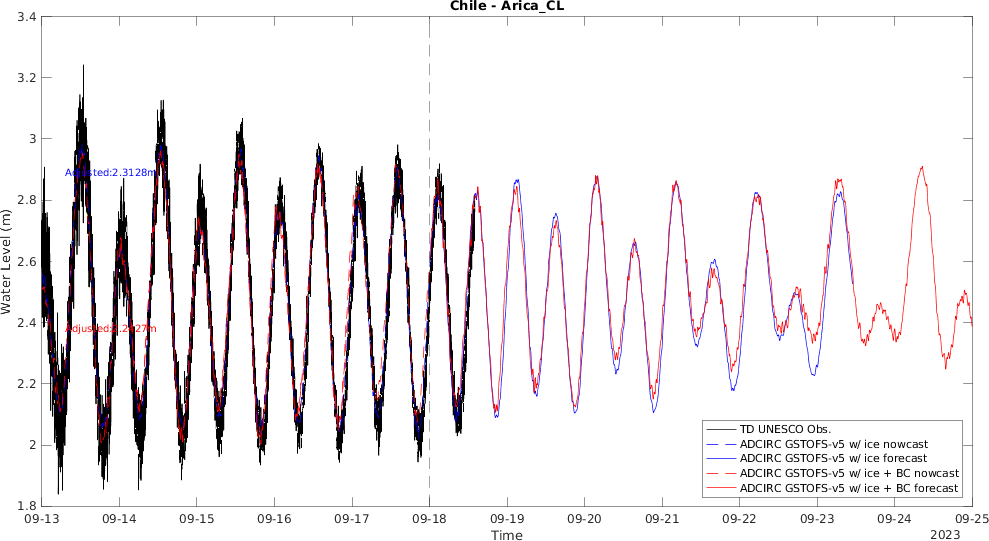 Chile - Arica_CL
3.4
3.2
3
2.8
2.6
2.4
2.2
2
1.8
Water Level (m)
Adjusted:2.3128m
09-13
09-14
09-15
09-16
09-17
09-18
09-19
09-20
09-21
09-22
09-23
09-24
09-25
Time
2023
TD UNESCO Obs.
ADCIRC GSTOFS-v5 w/ ice nowcast
ADCIRC GSTOFS-v5 w/ ice forecast
ADCIRC GSTOFS-v5 w/ ice + BC nowcast
ADCIRC GSTOFS-v5 w/ ice + BC forecast